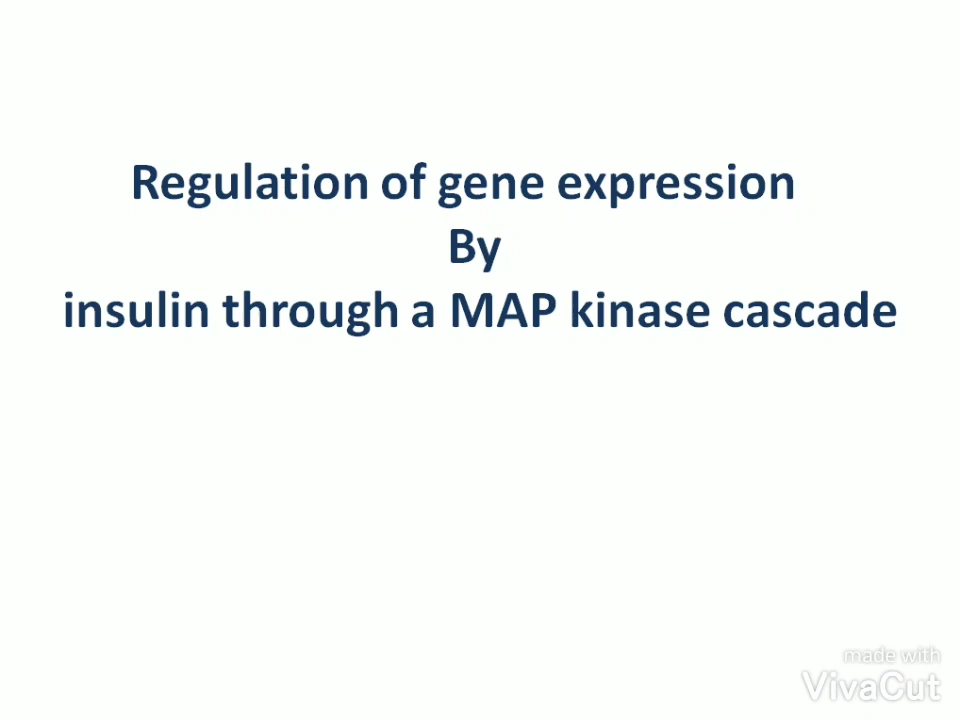 Regulation of gene expression
By
insulin through a MAP kinase cascade
made with
VivaCut